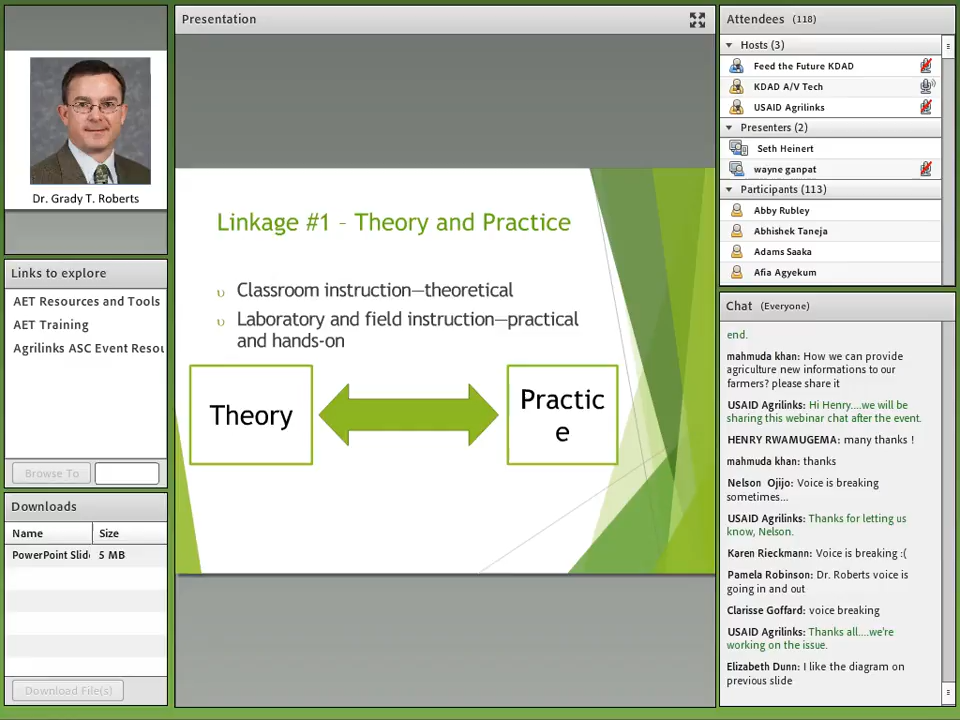 Dr. Grady T. Roberts
Links to explore
AET Resources and Tools
AET Training
Agrilinks ASC Event Resou
Browse To
Downloads
Name Size
PowerPoint Slid 5 MB
Download File(s)
Presentation
Linkage #1 – Theory and Practice
υ Classroom instruction—theoretical
υ Laboratory and field instruction—practical
and hands-on
Theory
Practic
e
Attendees (118)
Hosts (3)
Feed the Future KDAD
KDAD A/V Tech
USAID Agrilinks
Presenters (2)
Seth Heinert
wayne ganpat
Participants (113)
Abby Rubley
Abhishek Taneja
Adams Saaka
Afia Agyekum
Chat (Everyone)
end.
mahmuda khan: How we can provide
agriculture new informations to our
farmers? please share it
USAID Agrilinks: Hi Henry....we will be
sharing this webinar chat after the event.
HENRY RWAMUGEMA: many thanks !
mahmuda khan: thanks
Nelson Ojijo: Voice is breaking
sometimes...
USAID Agrilinks: Thanks for letting us
know, Nelson.
Karen Rieckmann: Voice is breaking :(
Pamela Robinson: Dr. Roberts voice is
going in and out
Clarisse Goffard: voice breaking
USAID Agrilinks: Thanks all....we're
working on the issue.
Elizabeth Dunn: I like the diagram on
previous slide